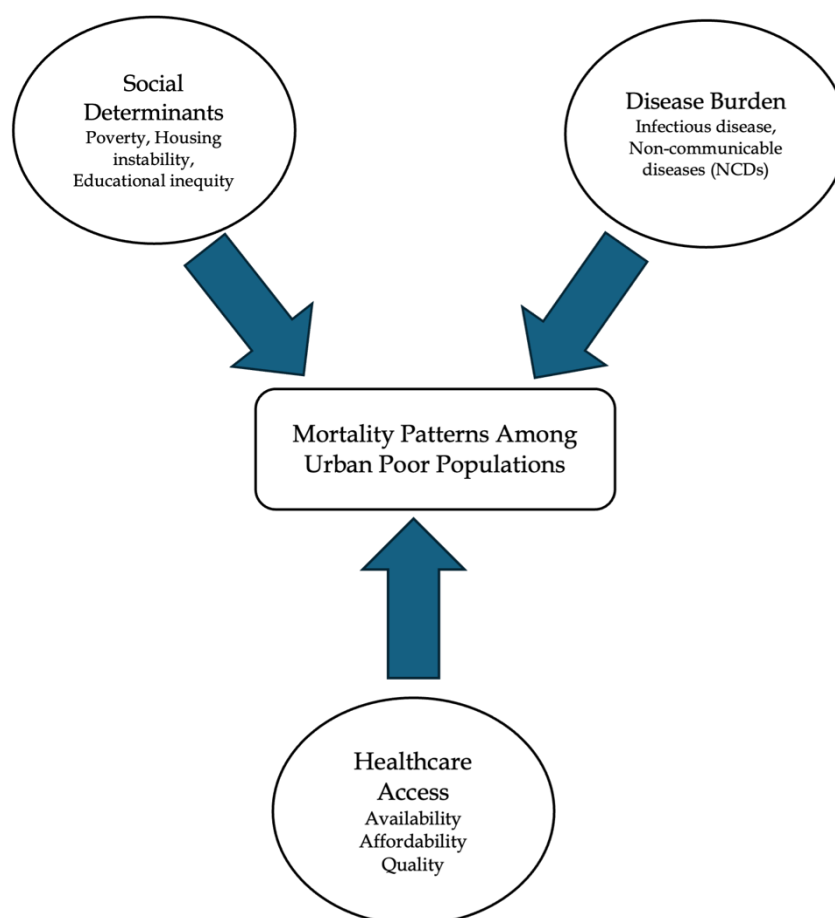 Social
Determinants
Poverty, Housing
instability,
Educational inequity
Disease Burden
Infectious disease,
Non-communicable
diseases (NCDs)
Mortality Patterns Among
Urban Poor Populations
Healthcare
Access
Availability
Affordability
Quality